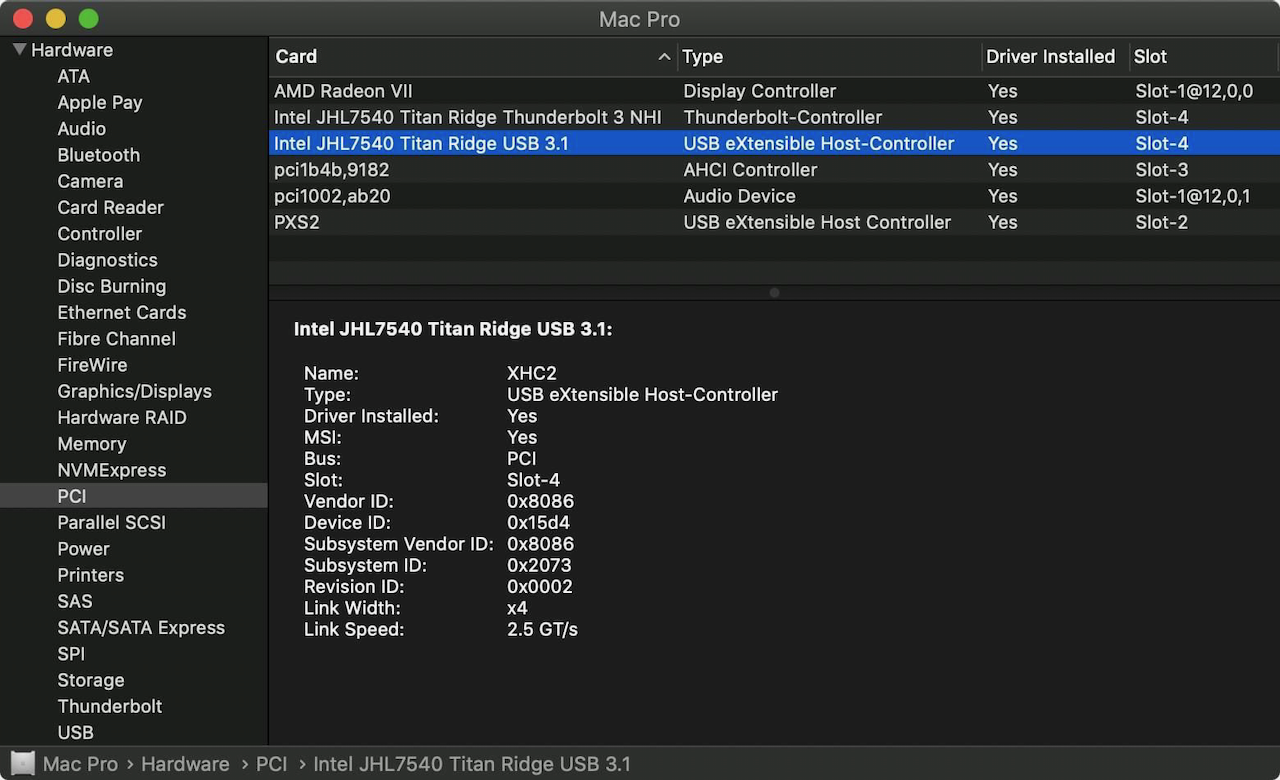 Mac Pro
Hardware
ATA
Apple Pay
Audio
Bluetooth
Camera
Card Reader
Controller
Diagnostics
Disc Burning
Ethernet Cards
Fibre Channel
FireWire
Graphics/Displays
Hardware RAID
Memory
NVMExpress
PCI
Parallel SCSI
Power
Printers
SAS
SATA/SATA Express
SPI
Storage
Thunderbolt
USB
Card Type Driver Installed Slot
AMD Radeon VII Display Controller Yes Slot-1@12,0,0
Intel JHL7540 Titan Ridge Thunderbolt 3 NHI Thunderbolt-Controller Yes Slot-4
Intel JHL7540 Titan Ridge USB 3.1 USB eXtensible Host-Controller Yes Slot-4
pci1b4b,9182 AHCI Controller Yes Slot-3
pci1002,ab20 Audio Device Yes Slot-1@12,0,1
PXS2 USB eXtensible Host Controller Yes Slot-2
Intel JHL7540 Titan Ridge USB 3.1:
Name: XHC2
Type: USB eXtensible Host-Controller
Driver Installed: Yes
MSI: Yes
Bus: PCI
Slot: Slot-4
Vendor ID: 0x8086
Device ID: 0x15d4
Subsystem Vendor ID: 0x8086
Subsystem ID: 0x2073
Revision ID: 0x0002
Link Width: x4
Link Speed: 2.5 GT/s
Mac Pro › Hardware › PCI › Intel JHL7540 Titan Ridge USB 3.1